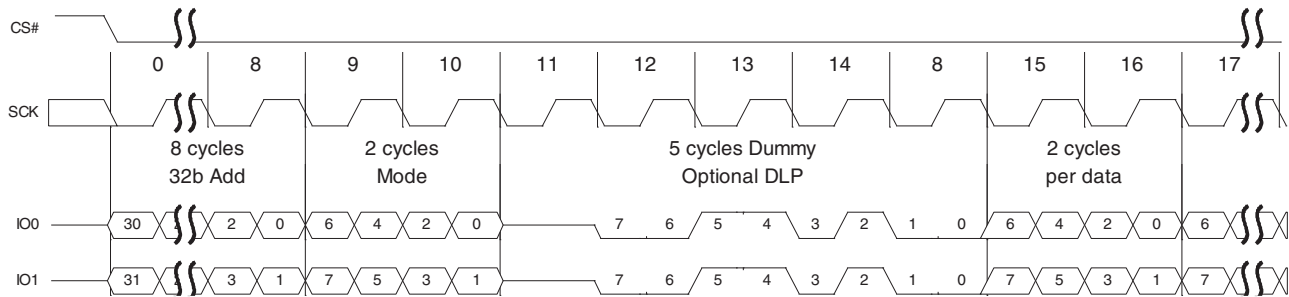 CS#
0 8 9 10 11 12 13 14 8 15 16 17
SCK
8 cycles 2 cycles 5 cycles Dummy 2 cycles
32b Add Mode Optional DLP per data
IO0 30 2 0 6 4 2 0 7 6 5 4 3 2 1 0 6 4 2 0 6
IO1 31 3 1 7 5 3 1 7 6 5 4 3 2 1 0 7 5 3 1 7